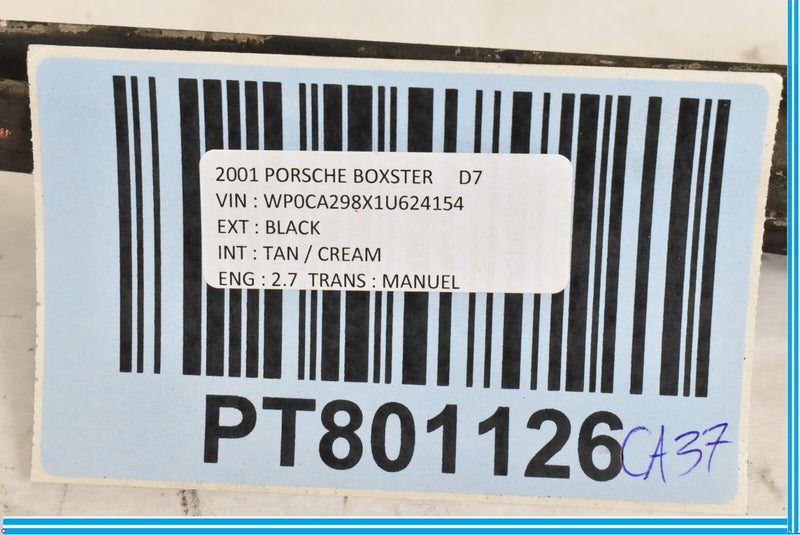 2001 PORSCHE BOXSTER D7
VIN : WP0CA298X1U624154
EXT : BLACK
INT : TAN / CREAM
ENG : 2.7 TRANS : MANUEL
PT801126 CA37